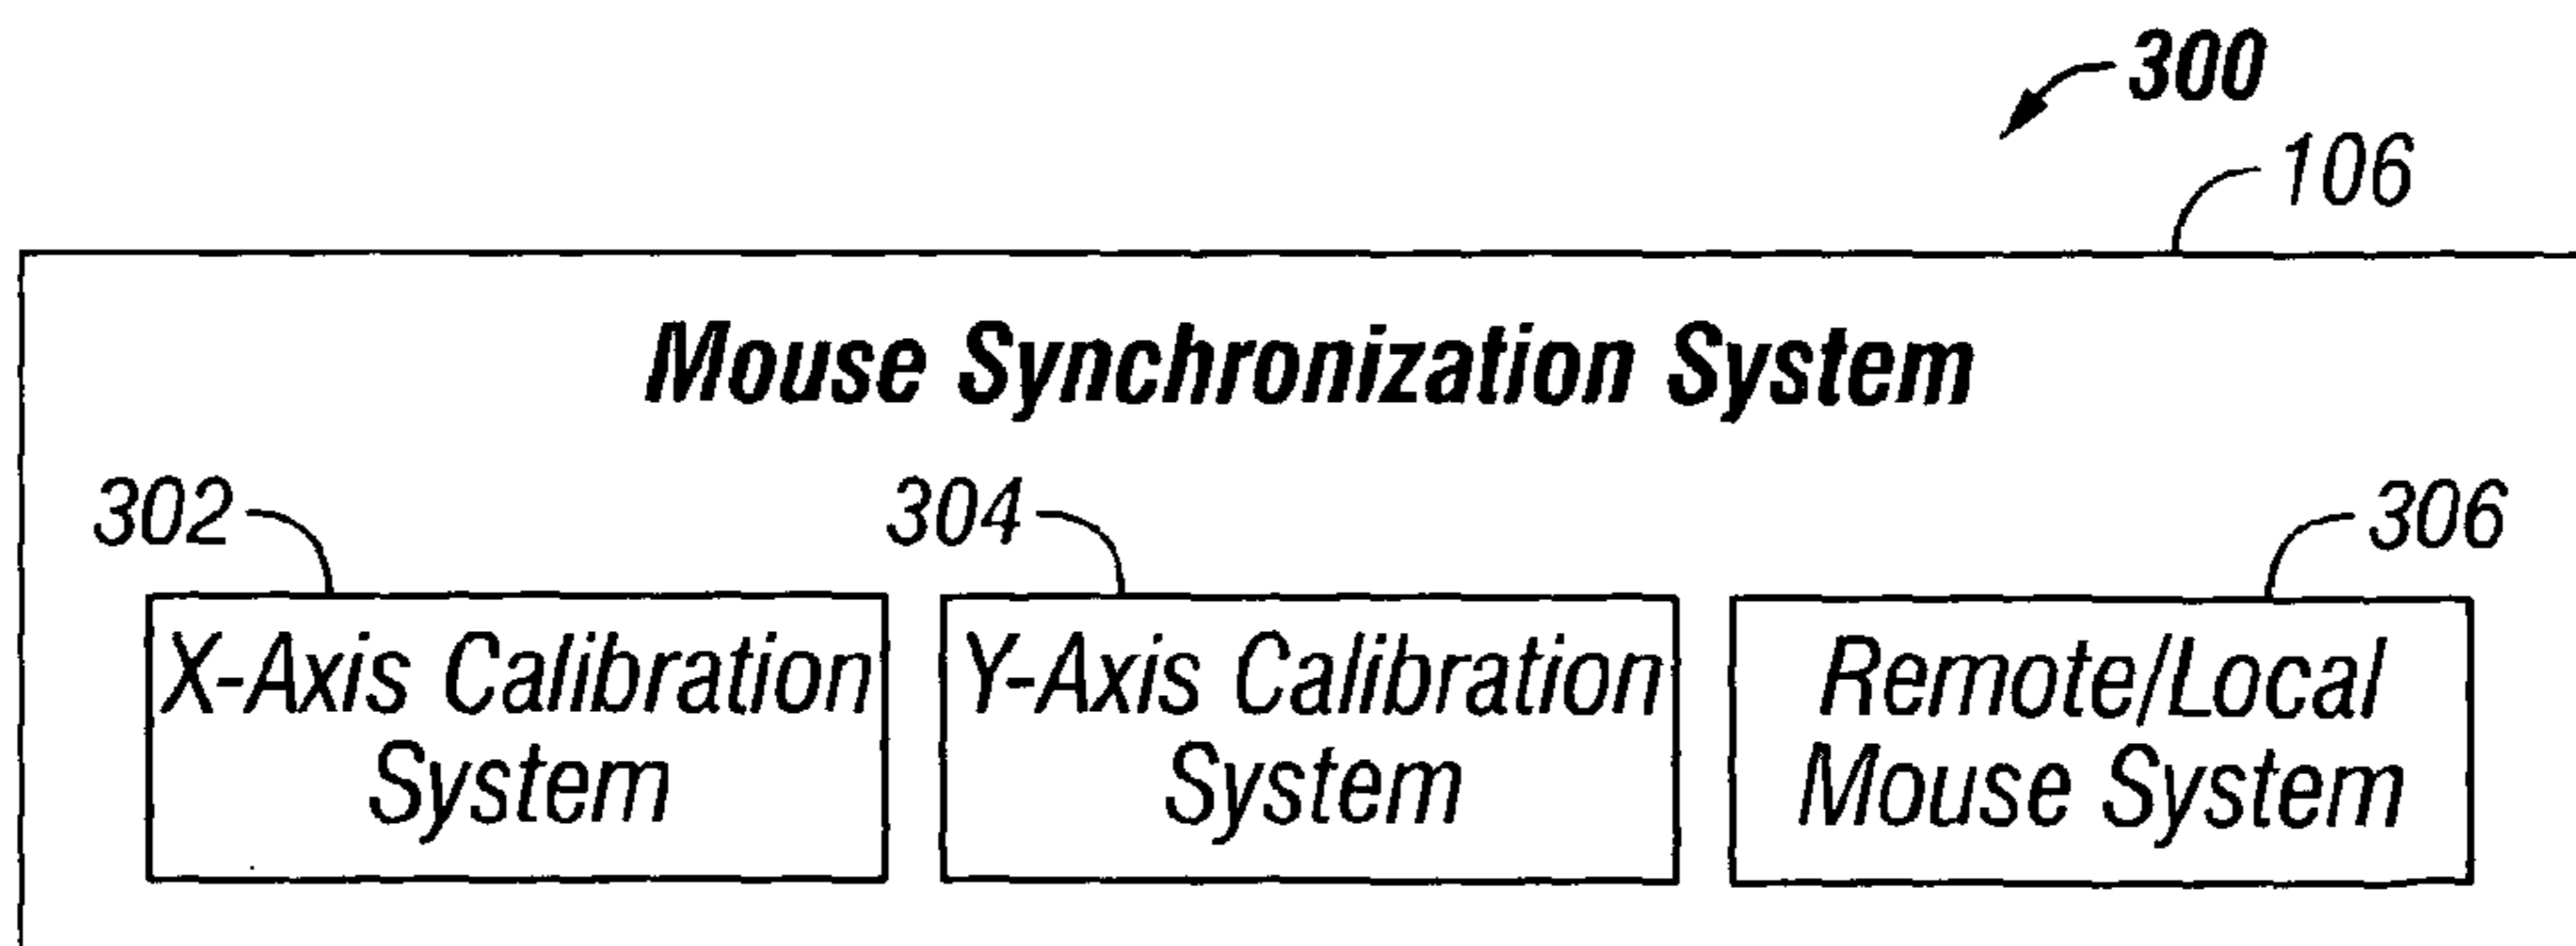 300
106
Mouse Synchronization System
302
304
306
X-Axis Calibration System
Y-Axis Calibration System
Remote/Local Mouse System